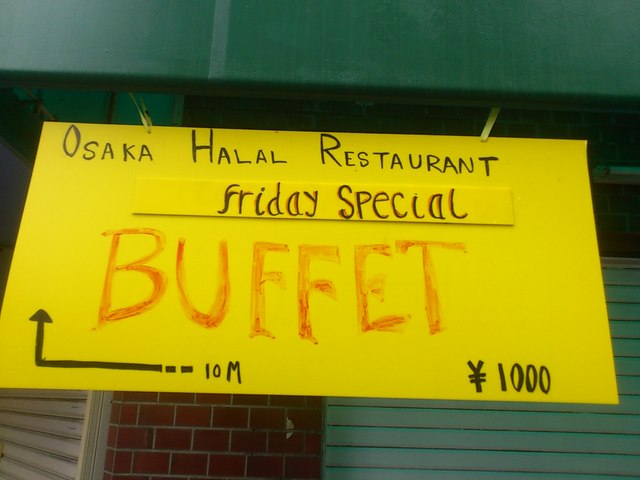 OSAKA HALAL RESTAURANT
friday SPECial
BUFFET
10M
¥ 1000